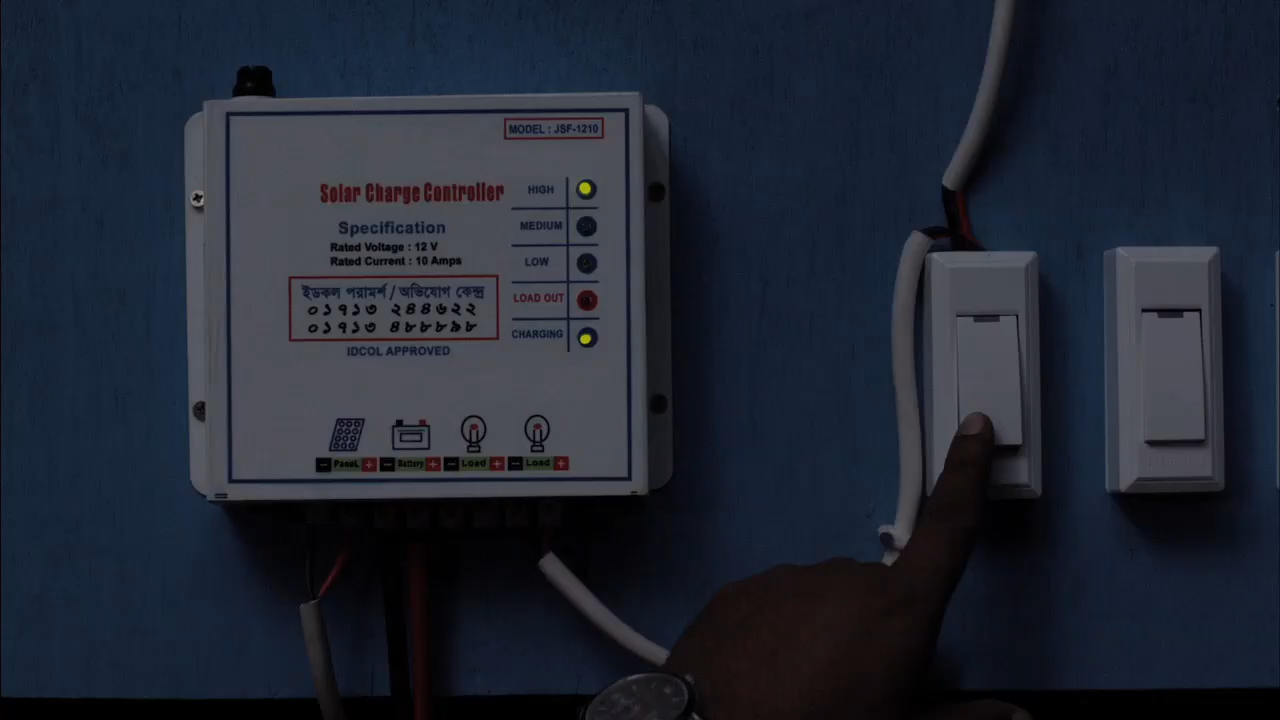 MODEL : JSF-1210
Solar Charge Controller
Specification
Rated Voltage : 12 V
Rated Current : 10 Amps
ইডকল পরামর্শ / অভিযোগ কেন্দ্র
০১৭১৩ ২৪৪৬২২
০১৭১৩ ৪৮৮৮৯৮
IDCOL APPROVED
HIGH
MEDIUM
LOW
LOAD OUT
CHARGING
− PaneL + − Battery + − Load + − Load +